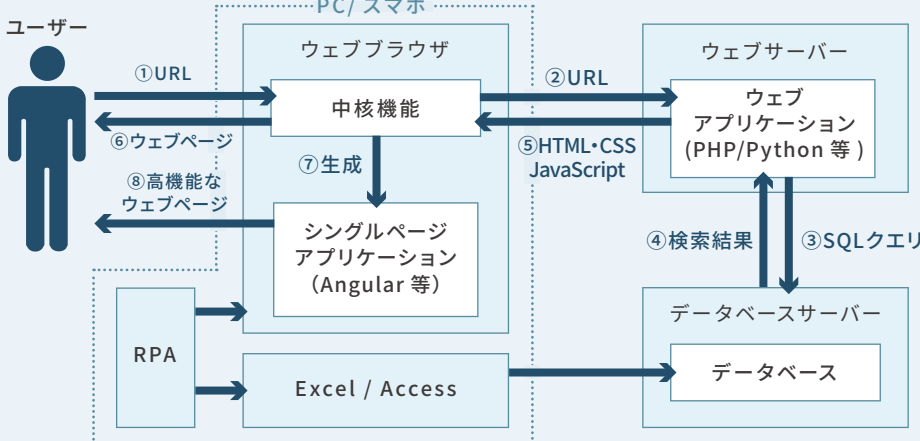 PC/スマホ
ユーザー
ウェブブラウザ
ウェブサーバー
①URL
中核機能
②URL
ウェブ
アプリケーション
(PHP/Python 等 )
⑥ウェブページ
⑤HTML・CSS
JavaScript
⑦生成
⑧高機能な
ウェブページ
シングルページ
アプリケーション
（Angular 等）
④検索結果
③SQLクエリ
データベースサーバー
データベース
RPA
Excel / Access